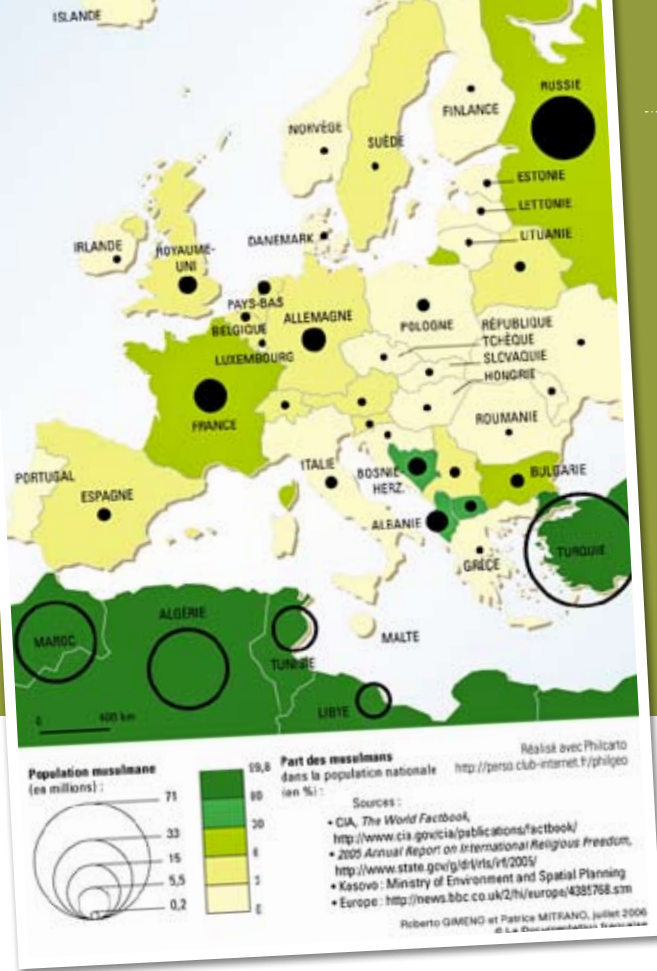 ISLANDE
RUSSIE
FINLANCE
NORVÈGE
SUÈDE
ESTONIE
LETTONIE
LITUANIE
DANEMARK
IRLANDE
ROYAUME-
UNI
PAYS-BAS
BELGIQUE
ALLEMAGNE
LUXEMBOURG
POLOGNE
RÉPUBLIQUE
TCHÈQUE
SLOVAQUIE
HONGRIE
FRANCE
ROUMANIE
PORTUGAL
ESPAGNE
ITALIE
BOSNIE-
HERZ.
BULGARIE
ALBANIE
GRÈCE
TURQUIE
MAROC
ALGÉRIE
TUNISIE
MALTE
LIBYE
0 400 km
Population musulmane
(en millions) :
71
33
15
5,5
0,2
99,8
80
30
6
Part des musulmans
dans la population nationale
(en %) :
Réalisé avec Philcarto
http://perso.club-internet.fr/philgeo
Sources :
• CIA, The World Factbook,
http://www.cia.gov/cia/publications/factbook/
• 2005 Annual Report on International Religious Freedom,
http://www.state.gov/g/drl/rls/irf/2005/
• Kosovo : Ministry of Environment and Spatial Planning
• Europe : http://news.bbc.co.uk/2/hi/europe/4385768.stm
Roberto GIMENO et Patrice MITRANO, juillet 2006
© La Documentation française